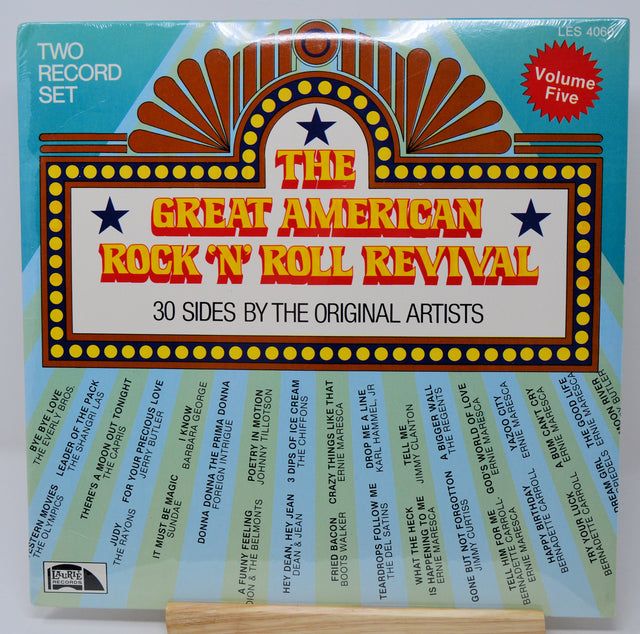 TWO
RECORD
SET
LES 4060
Volume
Five
THE
GREAT AMERICAN
ROCK 'N' ROLL REVIVAL
30 SIDES BY THE ORIGINAL ARTISTS
BYE BYE LOVE
THE EVERLY BROS.
LEADER OF THE PACK
THE SHANGRI LAS
THERE'S A MOON OUT TONIGHT
THE CAPRIS
FOR YOUR PRECIOUS LOVE
JERRY BUTLER
I KNOW
BARBARA GEORGE
DONNA DONNA THE PRIMA DONNA
FOREIGN INTRIGUE
POETRY IN MOTION
JOHNNY TILLOTSON
3 DIPS OF ICE CREAM
THE CHIFFONS
CRAZY THINGS LIKE THAT
ERNIE MARESCA
DROP ME A LINE
KARL HAMMEL JR
TELL ME
JIMMY CLANTON
A BIGGER WALL
THE REGENTS
GOD'S WORLD OF LOVE
ERNIE MARESCA
YAZOO CITY
ERNIE MARESCA
A BUM CAN'T CRY
ERNIE MARESCA
THE GOOD LIFE
ERNIE MARESCA
BUTLER
STERN MOVIES
THE OLYMPICS
JUDY
THE RAYONS
IT MUST BE MAGIC
SUNDAE
A FUNNY FEELING
DION & THE BELMONTS
HEY DEAN, HEY JEAN
DEAN & JEAN
FRIED BACON
BOOTS WALKER
TEARDROPS FOLLOW ME
THE DEL SATINS
WHAT THE HECK
IS HAPPENING TO ME
ERNIE MARESCA
GONE BUT NOT FORGOTTEN
JIMMY CURTISS
TELL HIM FOR ME
BERNADETTE CARROLL-
ERNIE MARESCA
HAPPY BIRTHDAY
BERNADETTE CARROLL-
TRY YOUR LUCK
BERNADETTE CARROLL
LAURIE
RECORDS